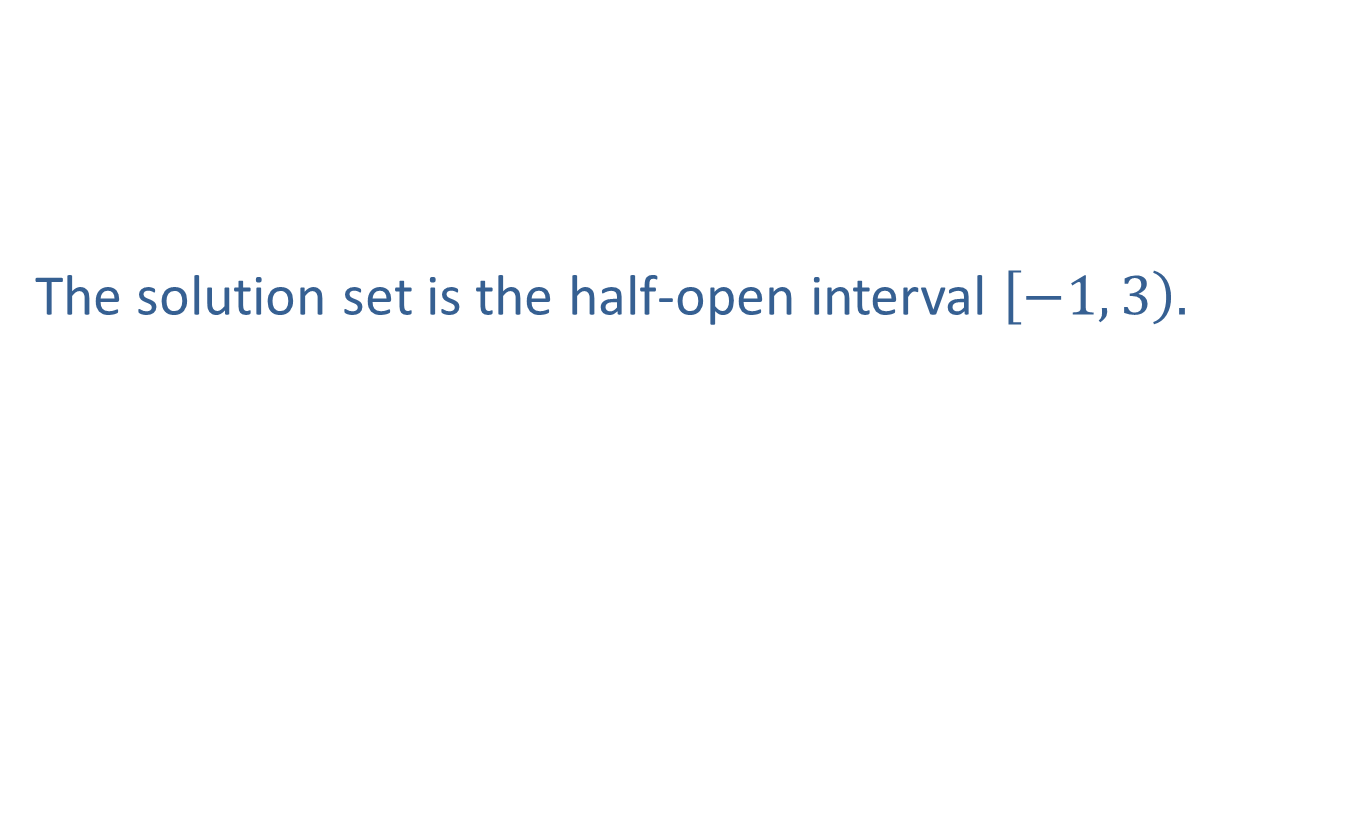 The solution set is the half-open interval [−1, 3).